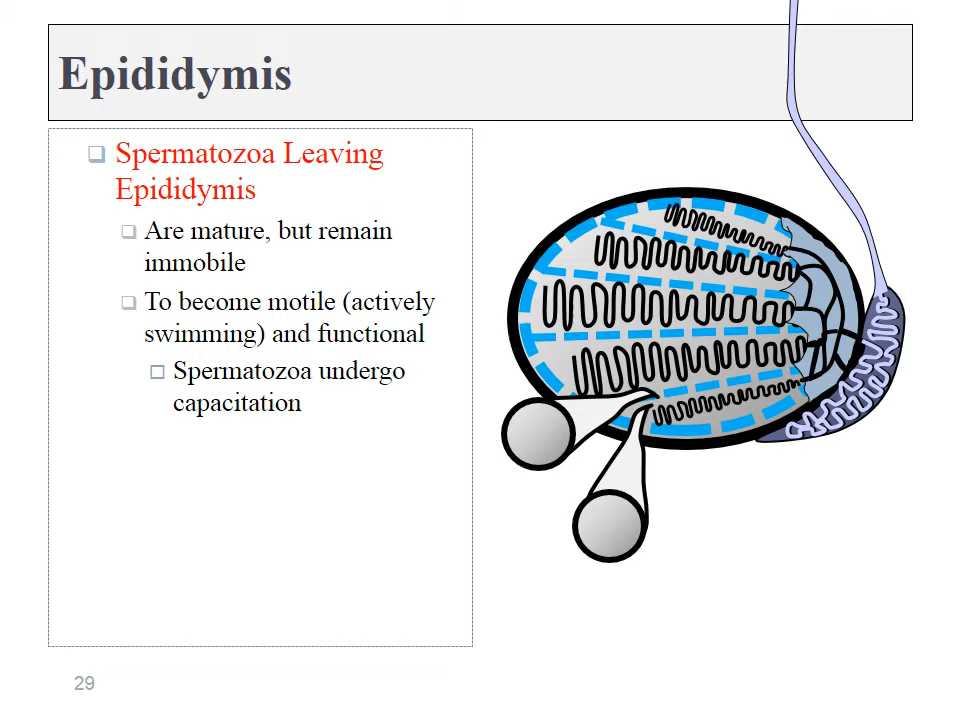 Epididymis
Spermatozoa Leaving
Epididymis
Are mature, but remain
immobile
To become motile (actively
swimming) and functional
Spermatozoa undergo
capacitation
29